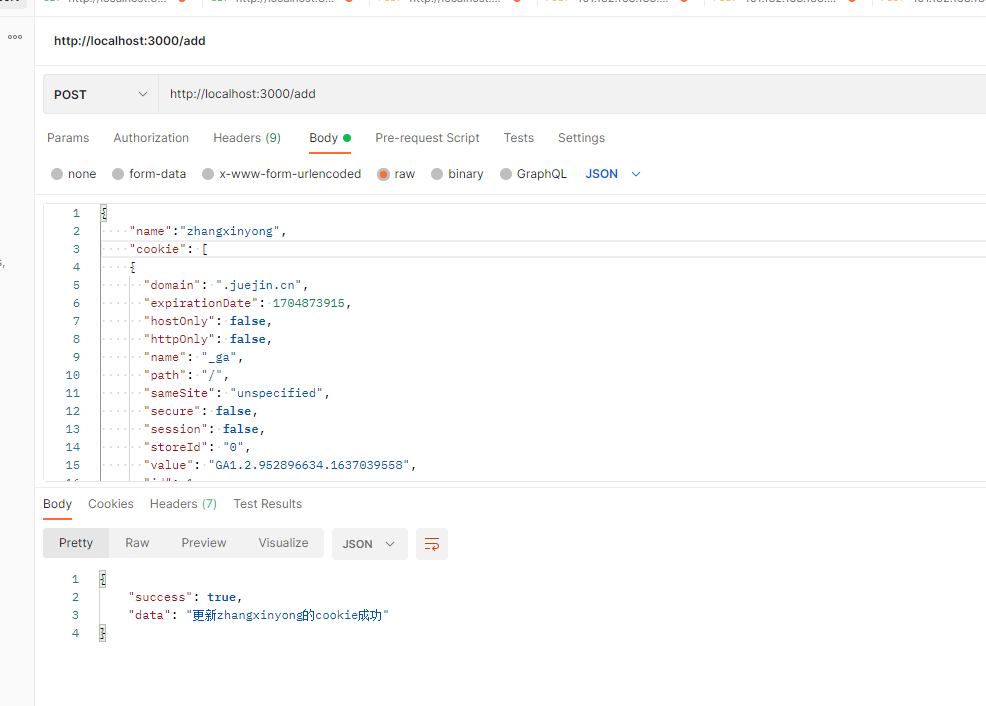 http://localhost:3000/add
POST http://localhost:3000/add
Params Authorization Headers (9) Body Pre-request Script Tests Settings
none form-data x-www-form-urlencoded raw binary GraphQL JSON
1 {
2 "name":"zhangxinyong",
3 "cookie": [
4 {
5 "domain": ".juejin.cn",
6 "expirationDate": 1704873915,
7 "hostOnly": false,
8 "httpOnly": false,
9 "name": "_ga",
10 "path": "/",
11 "sameSite": "unspecified",
12 "secure": false,
13 "session": false,
14 "storeId": "0",
15 "value": "GA1.2.952896634.1637039558",
Body Cookies Headers (7) Test Results
Pretty Raw Preview Visualize JSON
1 {
2 "success": true,
3 "data": "更新zhangxinyong的cookie成功"
4 }